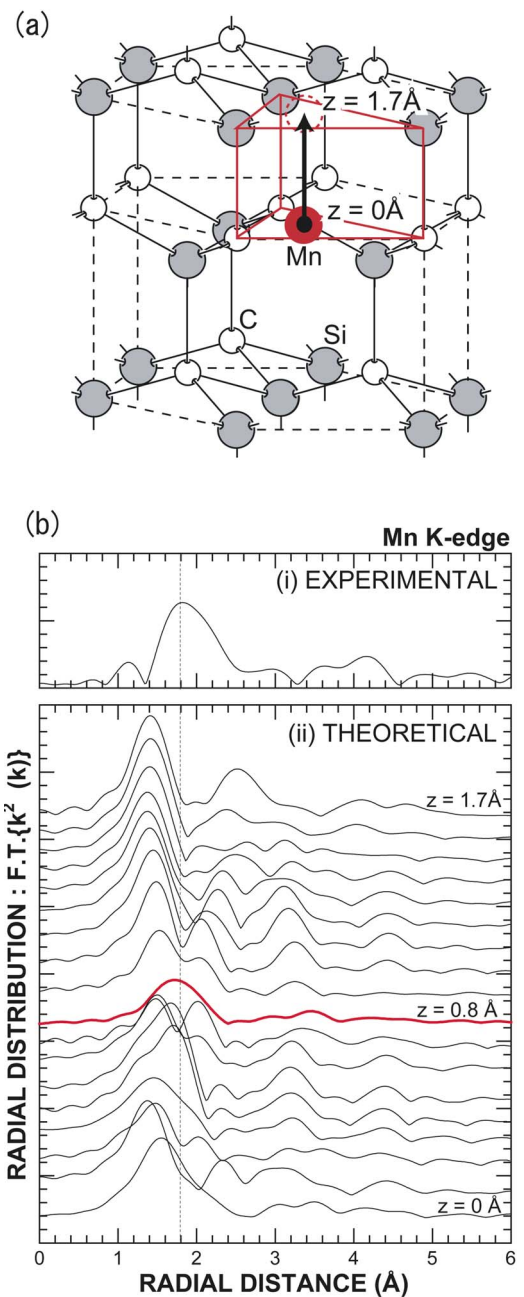 (a)
z = 1.7Å
z = 0Å
Mn
C
Si
(b)
Mn K-edge
(i) EXPERIMENTAL
(ii) THEORETICAL
z = 1.7Å
z = 0.8 Å
z = 0 Å
RADIAL DISTRIBUTION : F.T.{k² (k)}
0 1 2 3 4 5 6
RADIAL DISTANCE (Å)